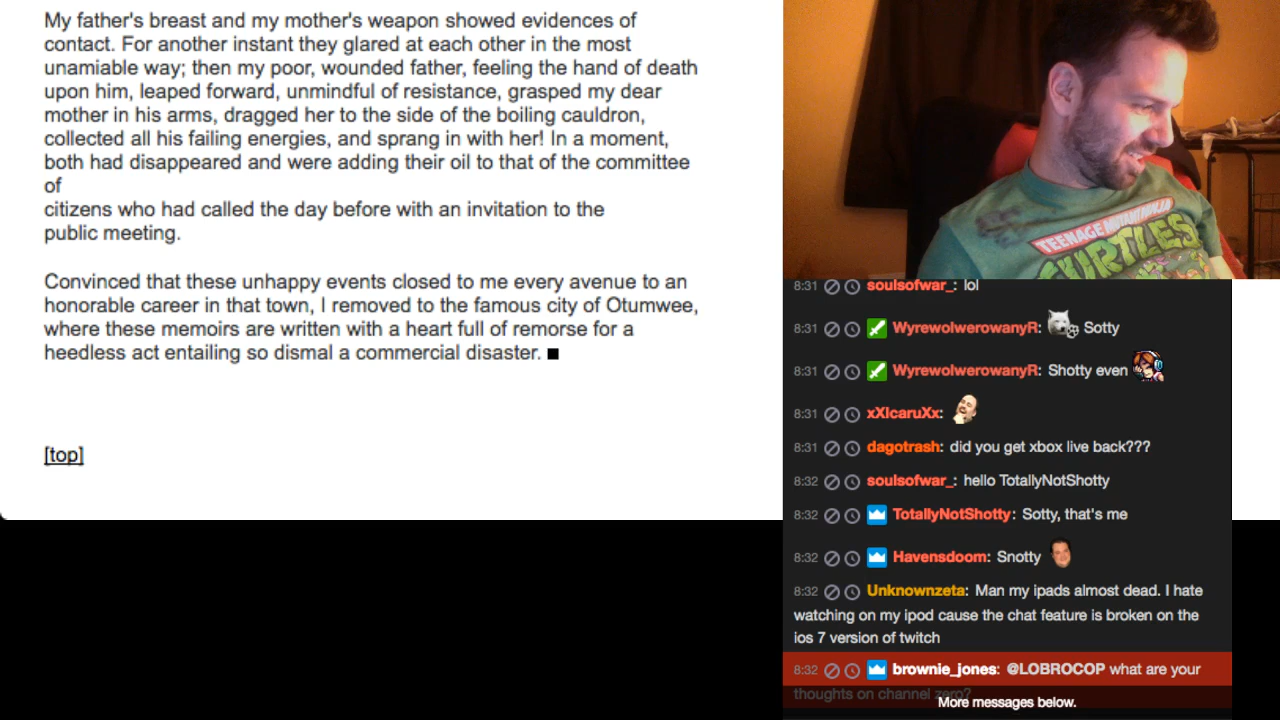 My father's breast and my mother's weapon showed evidences of
contact. For another instant they glared at each other in the most
unamiable way; then my poor, wounded father, feeling the hand of death
upon him, leaped forward, unmindful of resistance, grasped my dear
mother in his arms, dragged her to the side of the boiling cauldron,
collected all his failing energies, and sprang in with her! In a moment,
both had disappeared and were adding their oil to that of the committee
of
citizens who had called the day before with an invitation to the
public meeting.
Convinced that these unhappy events closed to me every avenue to an
honorable career in that town, I removed to the famous city of Otumwee,
where these memoirs are written with a heart full of remorse for a
heedless act entailing so dismal a commercial disaster. ■
[top]
TEENAGE MUTANT NINJA
TURTLES
8:31 soulsofwar_: lol
8:31 WyrewolwerowanyR: Sotty
8:31 WyrewolwerowanyR: Shotty even
8:31 xXIcaruXx:
8:31 dagotrash: did you get xbox live back???
8:32 soulsofwar_: hello TotallyNotShotty
8:32 TotallyNotShotty: Sotty, that's me
8:32 Havensdoom: Snotty
8:32 Unknownzeta: Man my ipads almost dead. I hate
watching on my ipod cause the chat feature is broken on the
ios 7 version of twitch
8:32 brownie_jones: @LOBROCOP what are your
thoughts on channel zero?
More messages below.